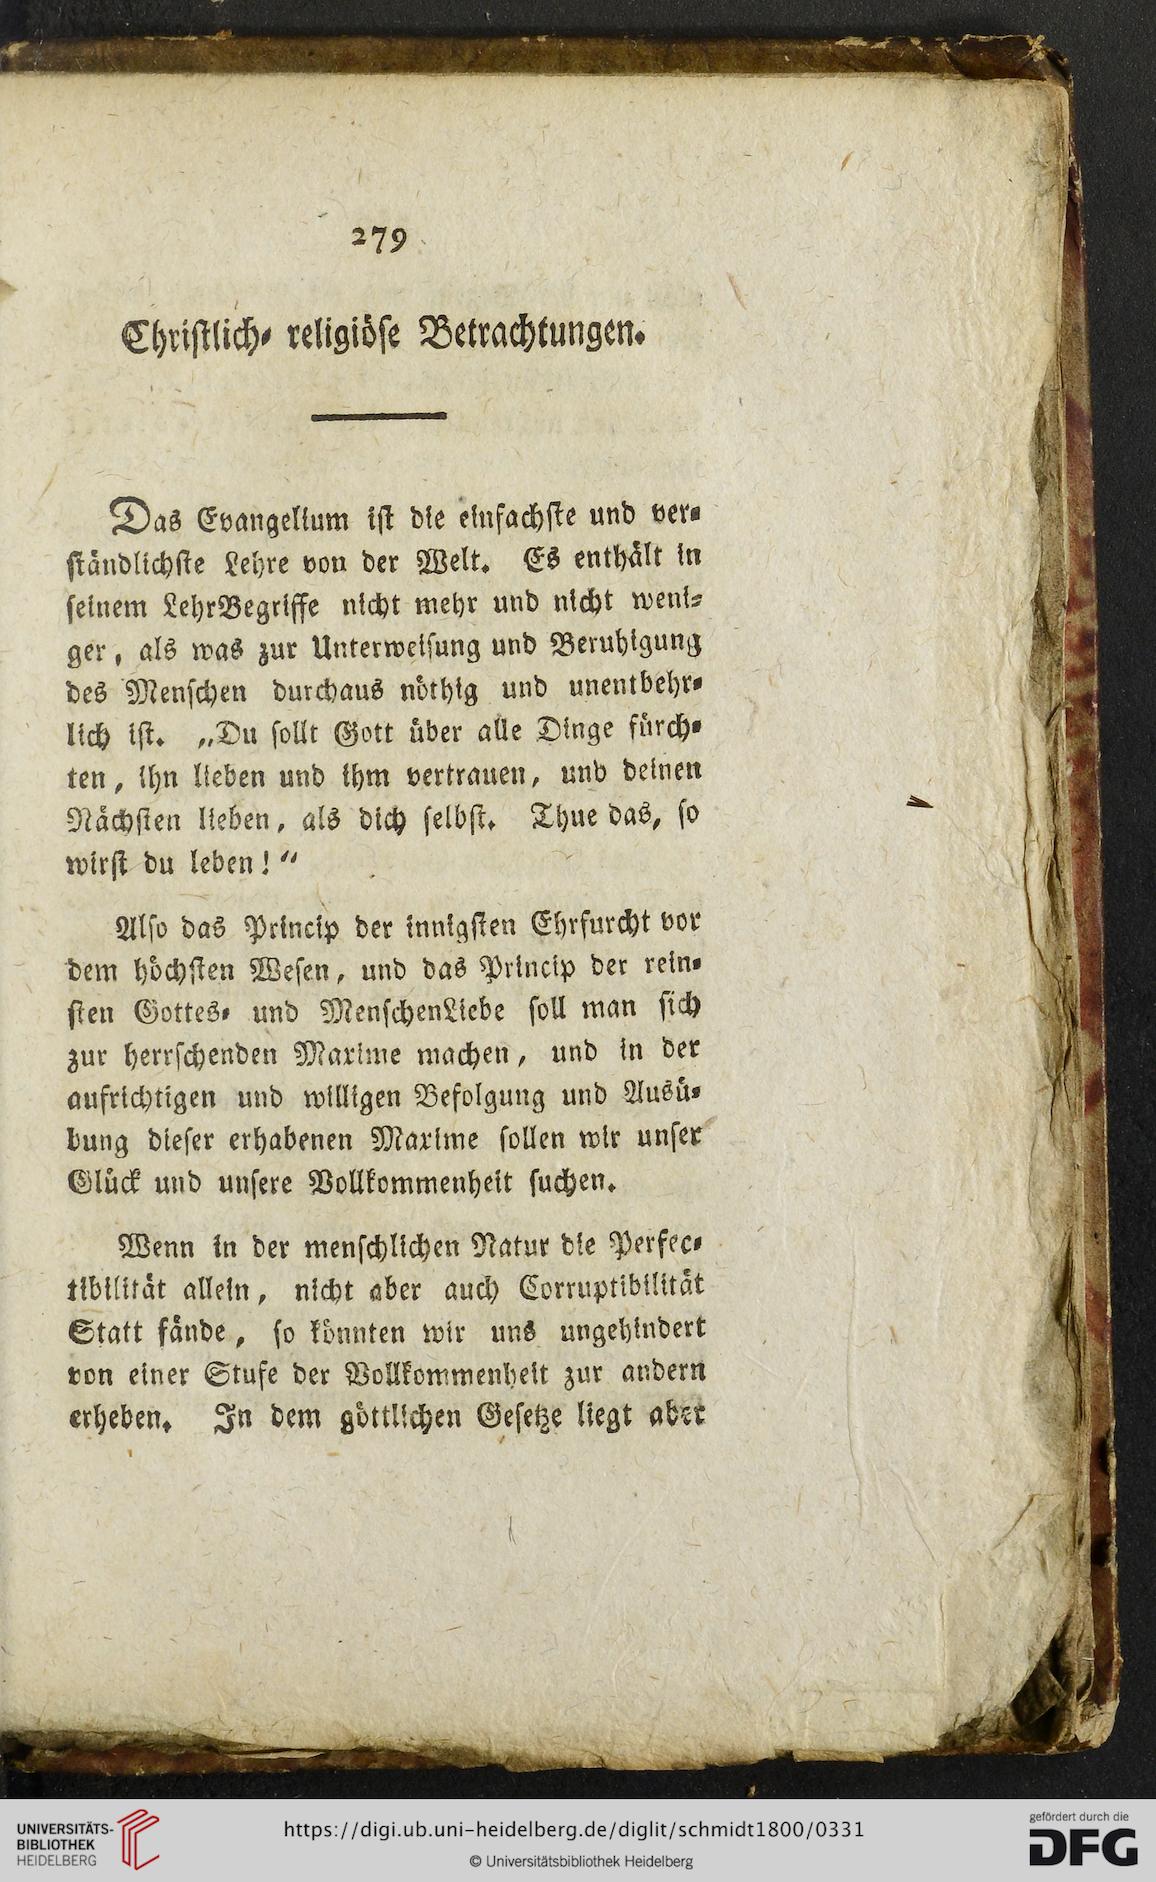 279
Christlich- religiöse Betrachtungen.
Das Evangelium ist die einfachste und ver-
ständlichste Lehre von der Welt. Es enthält in
seinem LehrBegriffe nicht mehr und nicht weni-
ger, als was zur Unterweisung und Beruhigung
des Menschen durchaus nöthig und unentbehr-
lich ist. „Du sollt Gott über alle Dinge fürch-
ten, ihn lieben und ihm vertrauen, und deinen
Nächsten lieben, als dich selbst. Thue das, so
wirst du leben!“
Also das Princip der innigsten Ehrfurcht vor
dem höchsten Wesen, und das Princip der rein-
sten Gottes- und MenschenLiebe soll man sich
zur herrschenden Maxime machen, und in der
aufrichtigen und willigen Befolgung und Ausü-
bung dieser erhabenen Maxime sollen wir unser
Glück und unsere Vollkommenheit suchen.
Wenn in der menschlichen Natur die Perfec-
tibilität allein, nicht aber auch Corruptibilität
Statt fände, so könnten wir uns ungehindert
von einer Stufe der Vollkommenheit zur andern
erheben. In dem göttlichen Gesetze liegt aber
UNIVERSITÄTS-
BIBLIOTHEK
HEIDELBERG
https://digi.ub.uni-heidelberg.de/diglit/schmidt1800/0331
© Universitätsbibliothek Heidelberg
gefördert durch die
DFG